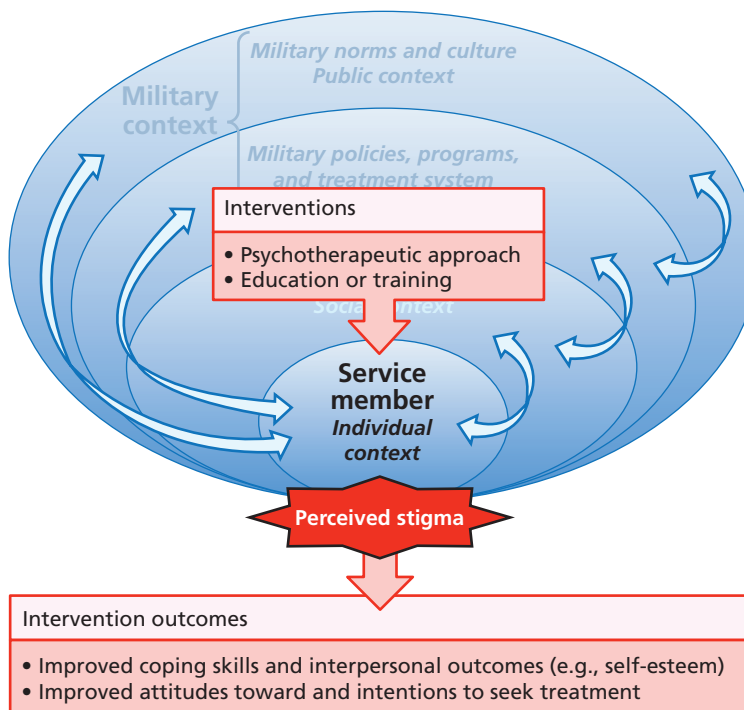 Military norms and culture
Public context
Military
context
Military policies, programs,
and treatment system
Interventions
• Psychotherapeutic approach
• Education or training
Social context
Service
member
Individual
context
Perceived stigma
Intervention outcomes
• Improved coping skills and interpersonal outcomes (e.g., self-esteem)
• Improved attitudes toward and intentions to seek treatment